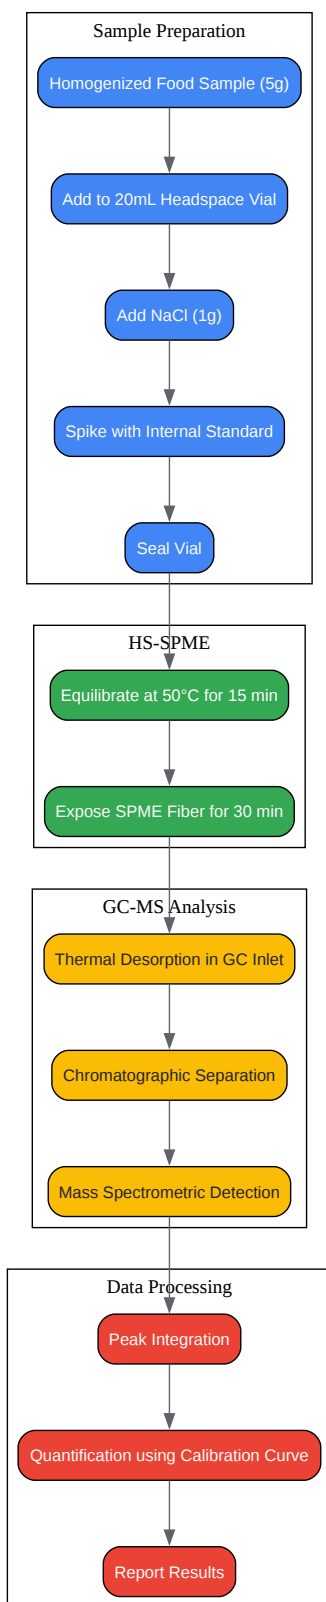 Sample Preparation
Homogenized Food Sample (5g)
Add to 20mL Headspace Vial
Add NaCl (1g)
Spike with Internal Standard
Seal Vial
HS-SPME
Equilibrate at 50°C for 15 min
Expose SPME Fiber for 30 min
GC-MS Analysis
Thermal Desorption in GC Inlet
Chromatographic Separation
Mass Spectrometric Detection
Data Processing
Peak Integration
Quantification using Calibration Curve
Report Results